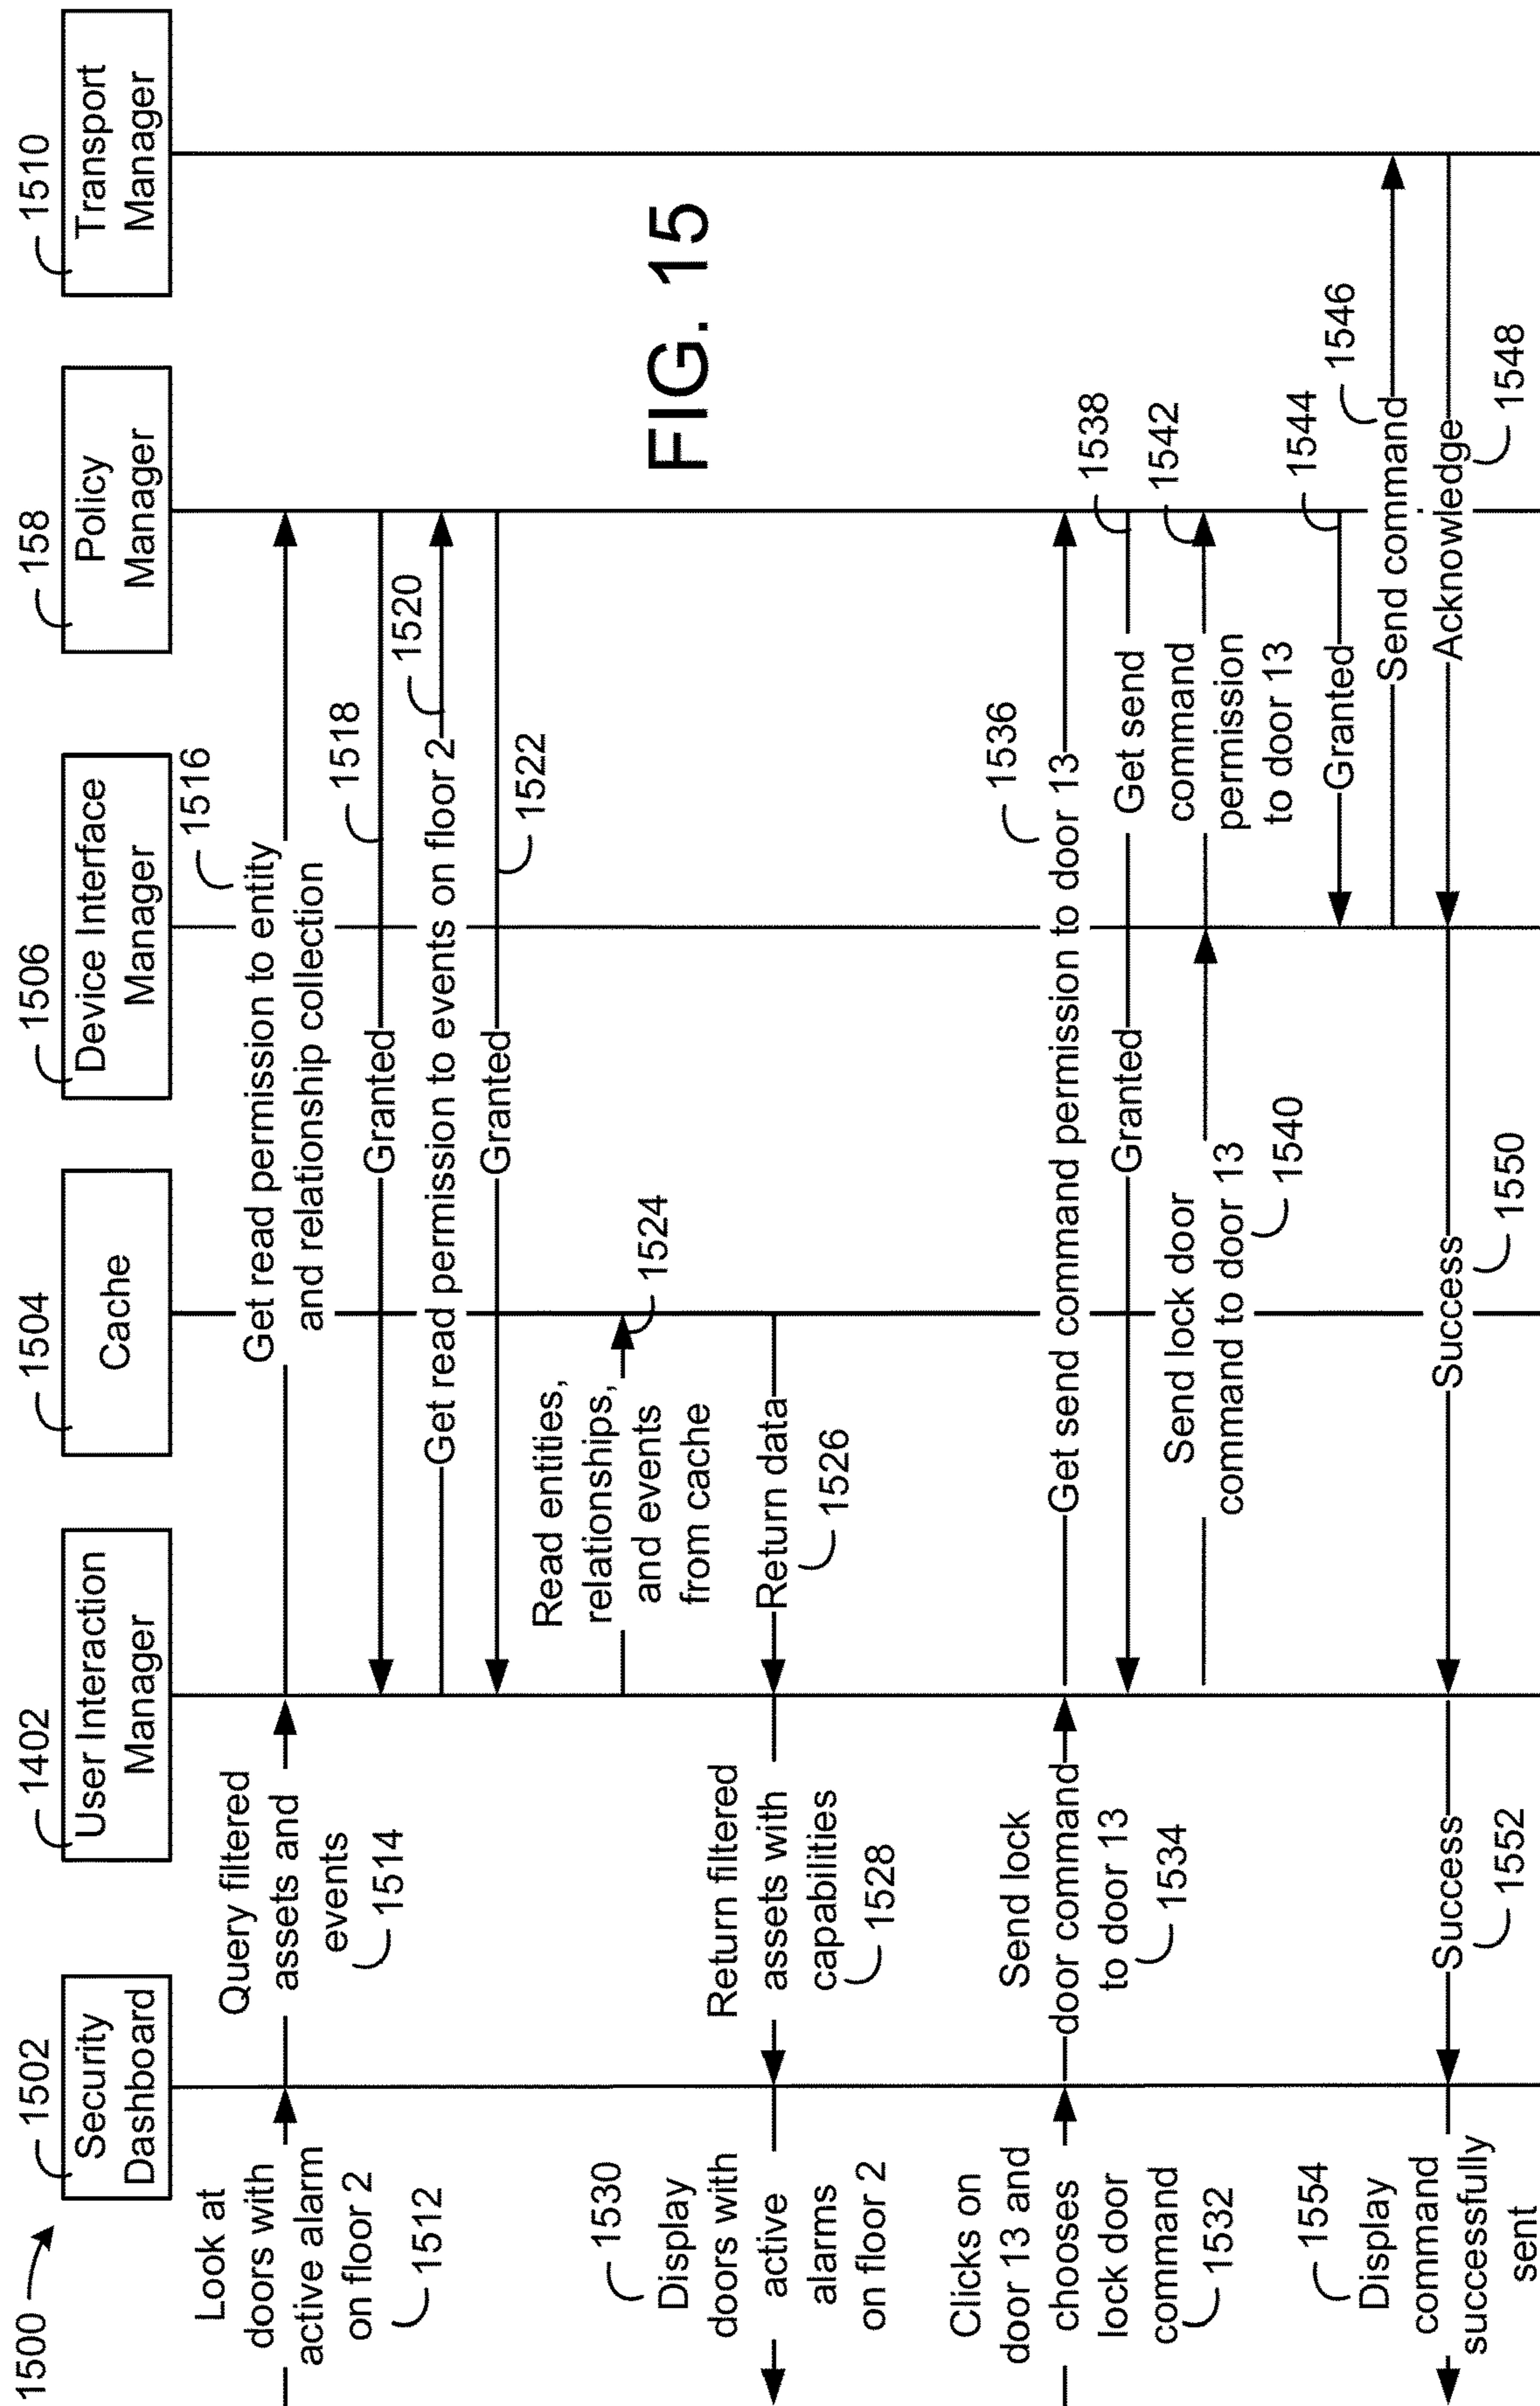 1500
1502
Security
Dashboard
1402
User Interaction
Manager
1504
Cache
1506
Device Interface
Manager
158
Policy
Manager
1510
Transport
Manager
Look at
doors with
active alarm
on floor 2
1512
Query filtered
assets and
events
1514
Get read permission to entity
and relationship collection
1516
Granted
1518
Get read permission to events on floor 2
1520
Granted
1522
Read entities,
relationships,
and events
from cache
1524
Return data
1526
Return filtered
assets with
capabilities
1528
1530
Display
doors with
active
alarms
on floor 2
FIG. 15
Clicks on
door 13 and
chooses
lock door
command
1532
Send lock
door command
to door 13
1534
Get send command permission to door 13
1536
Granted
1538
Send lock door
command to door 13
1540
Get send
command
permission
to door 13
1542
Granted
1544
Send command
1546
Acknowledge
1548
Success
1550
Success
1552
1554
Display
command
successfully
sent